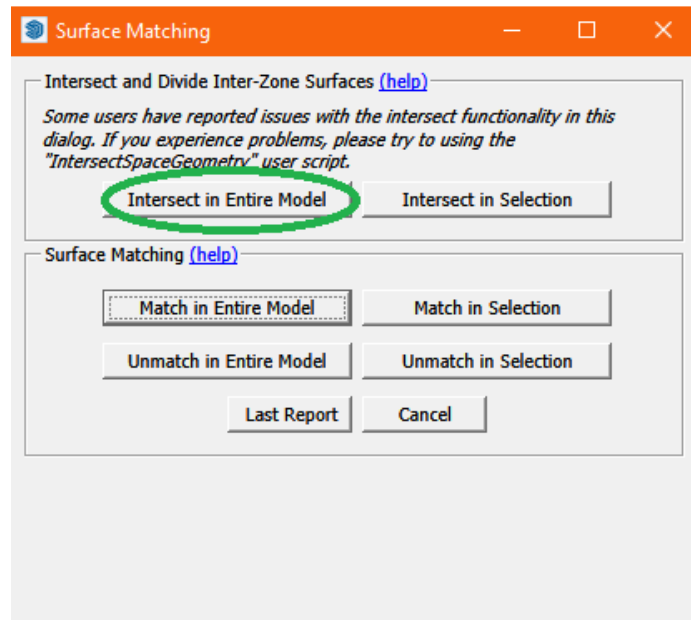 Surface Matching
Intersect and Divide Inter-Zone Surfaces (help)
Some users have reported issues with the intersect functionality in this
dialog. If you experience problems, please try to using the
"IntersectSpaceGeometry" user script.
Intersect in Entire Model Intersect in Selection
Surface Matching (help)
Match in Entire Model Match in Selection
Unmatch in Entire Model Unmatch in Selection
Last Report Cancel